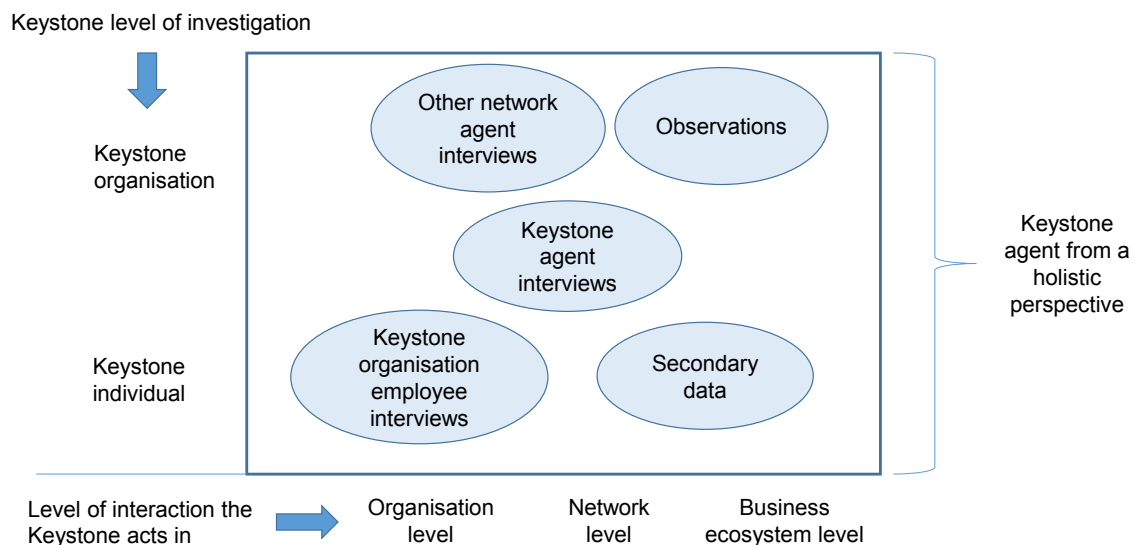 Keystone level of investigation
Other network
agent
interviews
Observations
Keystone
organisation
Keystone
agent
interviews
Keystone
agent from a
holistic
perspective
Keystone
organisation
employee
interviews
Secondary
data
Keystone
individual
Level of interaction the
Keystone acts in
Organisation
level
Network
level
Business
ecosystem level